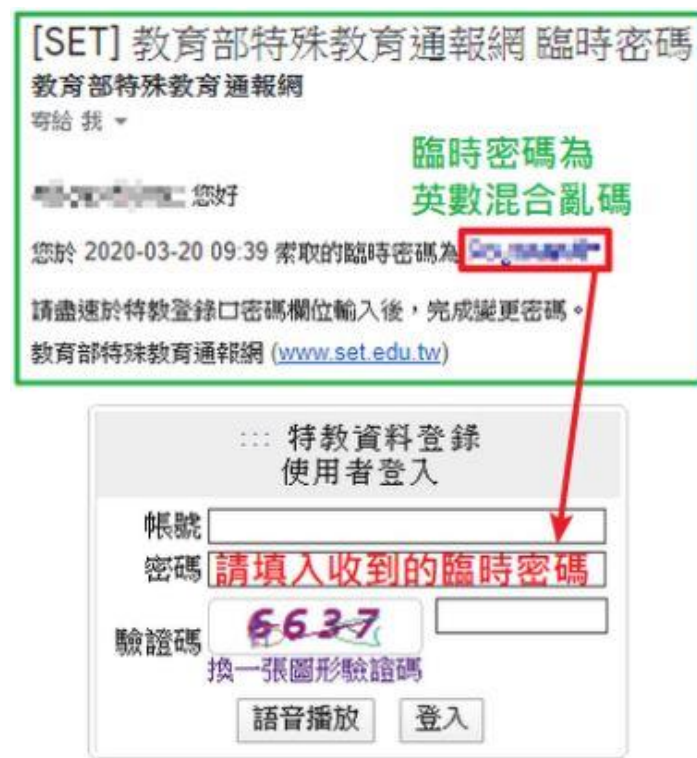 [SET] 教育部特殊教育通報網 臨時密碼
教育部特殊教育通報網
寄給 我
臨時密碼為
英數混合亂碼
您好
您於 2020-03-20 09:39 索取的臨時密碼為
請盡速於特教登錄口密碼欄位輸入後，完成變更密碼。
教育部特殊教育通報網 (www.set.edu.tw)
::: 特教資料登錄
使用者登入
帳號
密碼 請填入收到的臨時密碼
驗證碼 6637
換一張圖形驗證碼
語音播放 登入